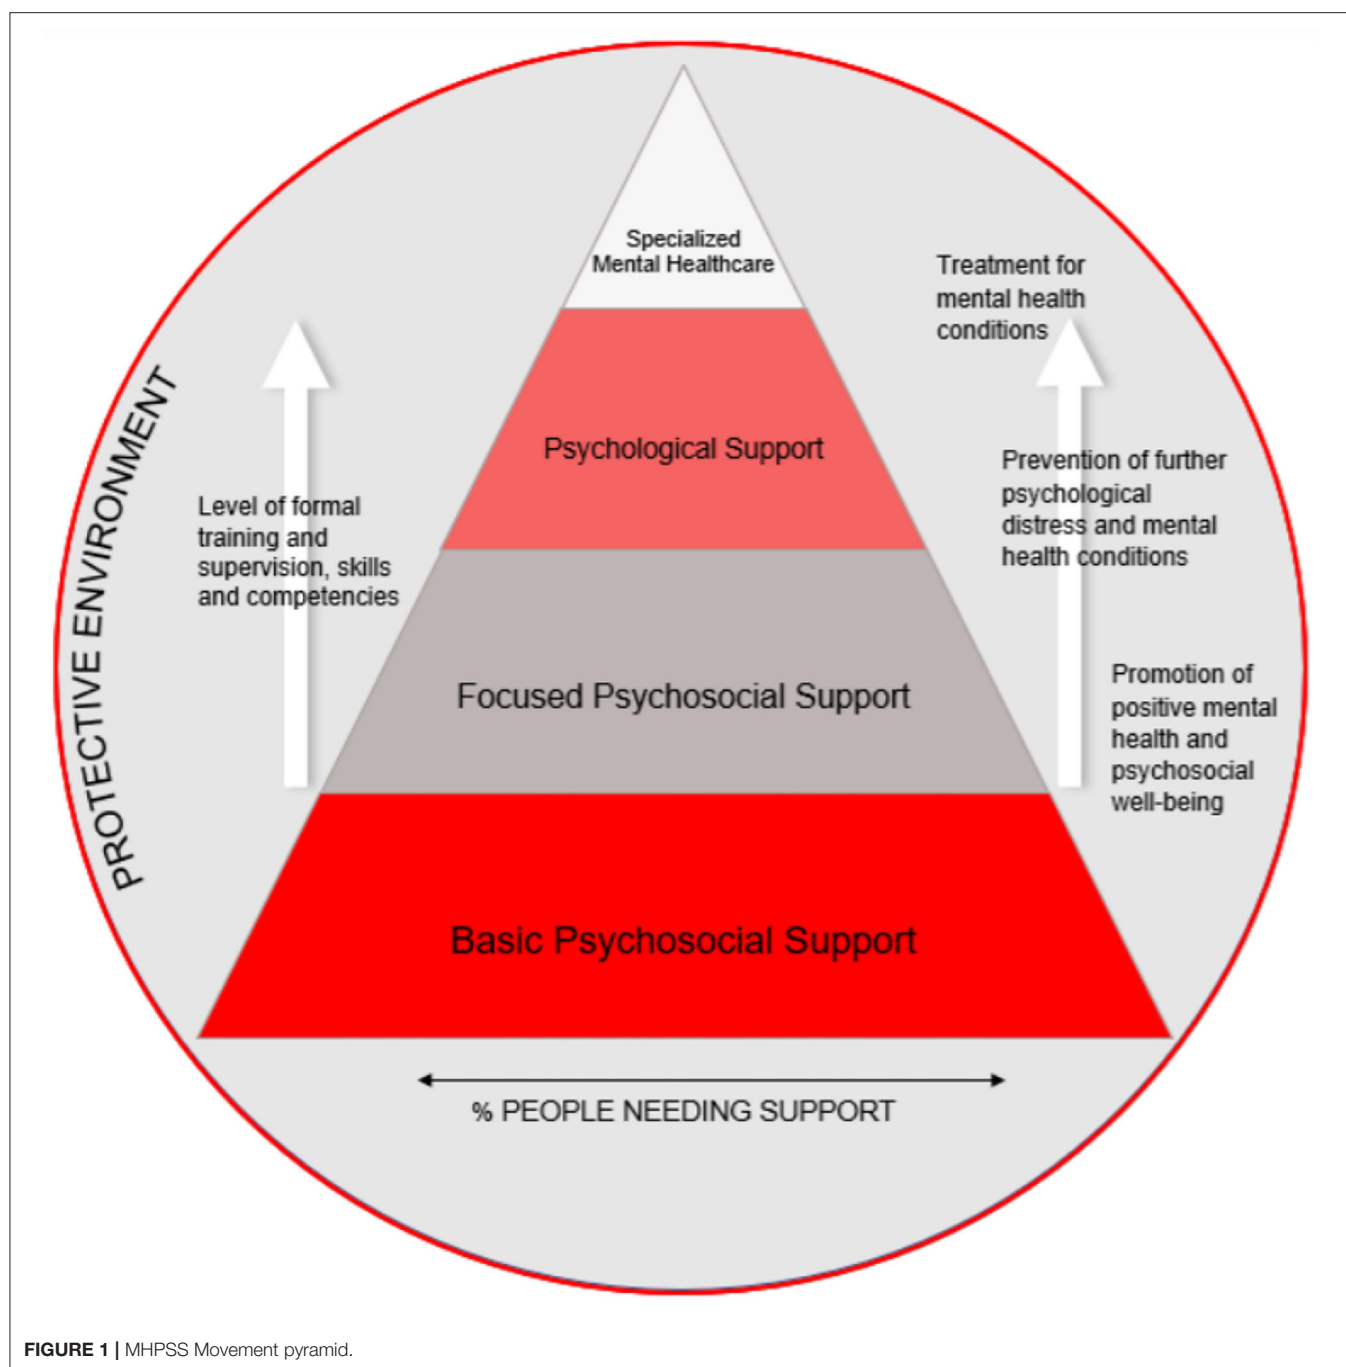 Specialized
Mental Healthcare
Treatment for
mental health
conditions
Psychological Support
Prevention of further
psychological
distress and mental
health conditions
PROTECTIVE ENVIRONMENT
Level of formal
training and
supervision, skills
and competencies
Focused Psychosocial Support
Promotion of
positive mental
health and
psychosocial
well-being
Basic Psychosocial Support
% PEOPLE NEEDING SUPPORT
FIGURE 1 | MHPSS Movement pyramid.